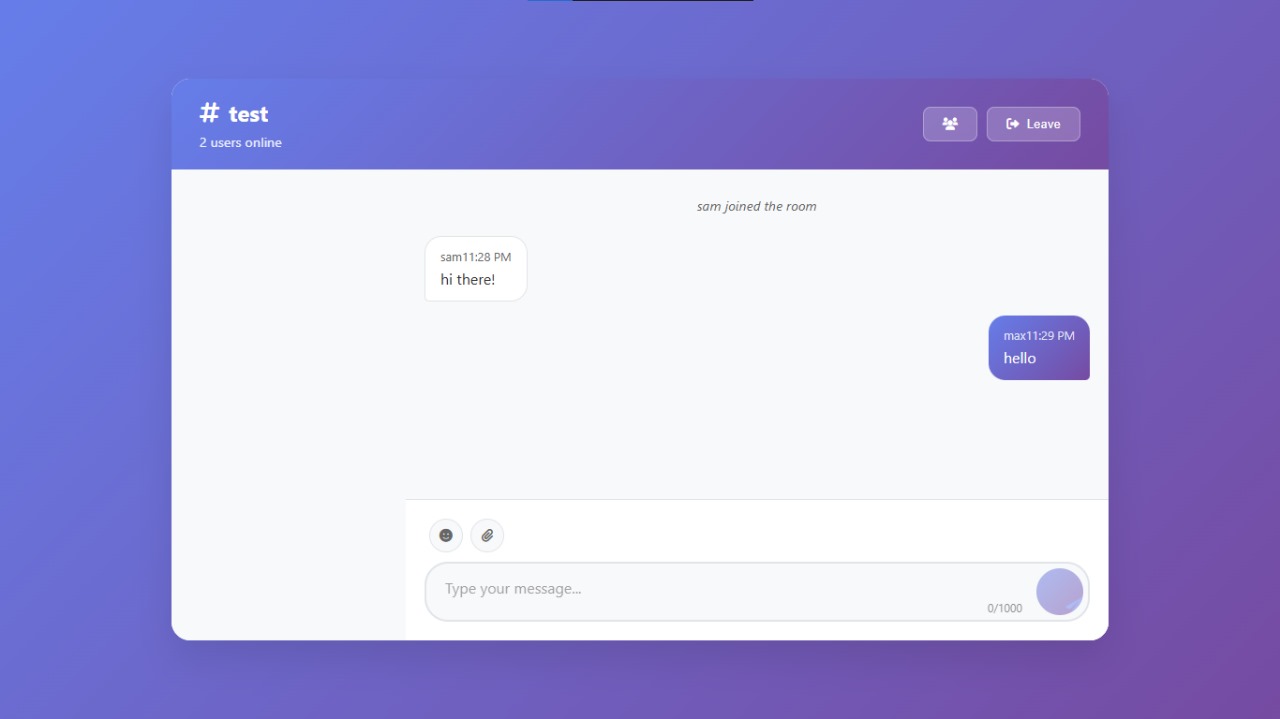 # test
2 users online
Leave
sam joined the room
sam11:28 PM
hi there!
max11:29 PM
hello
Type your message...
0/1000